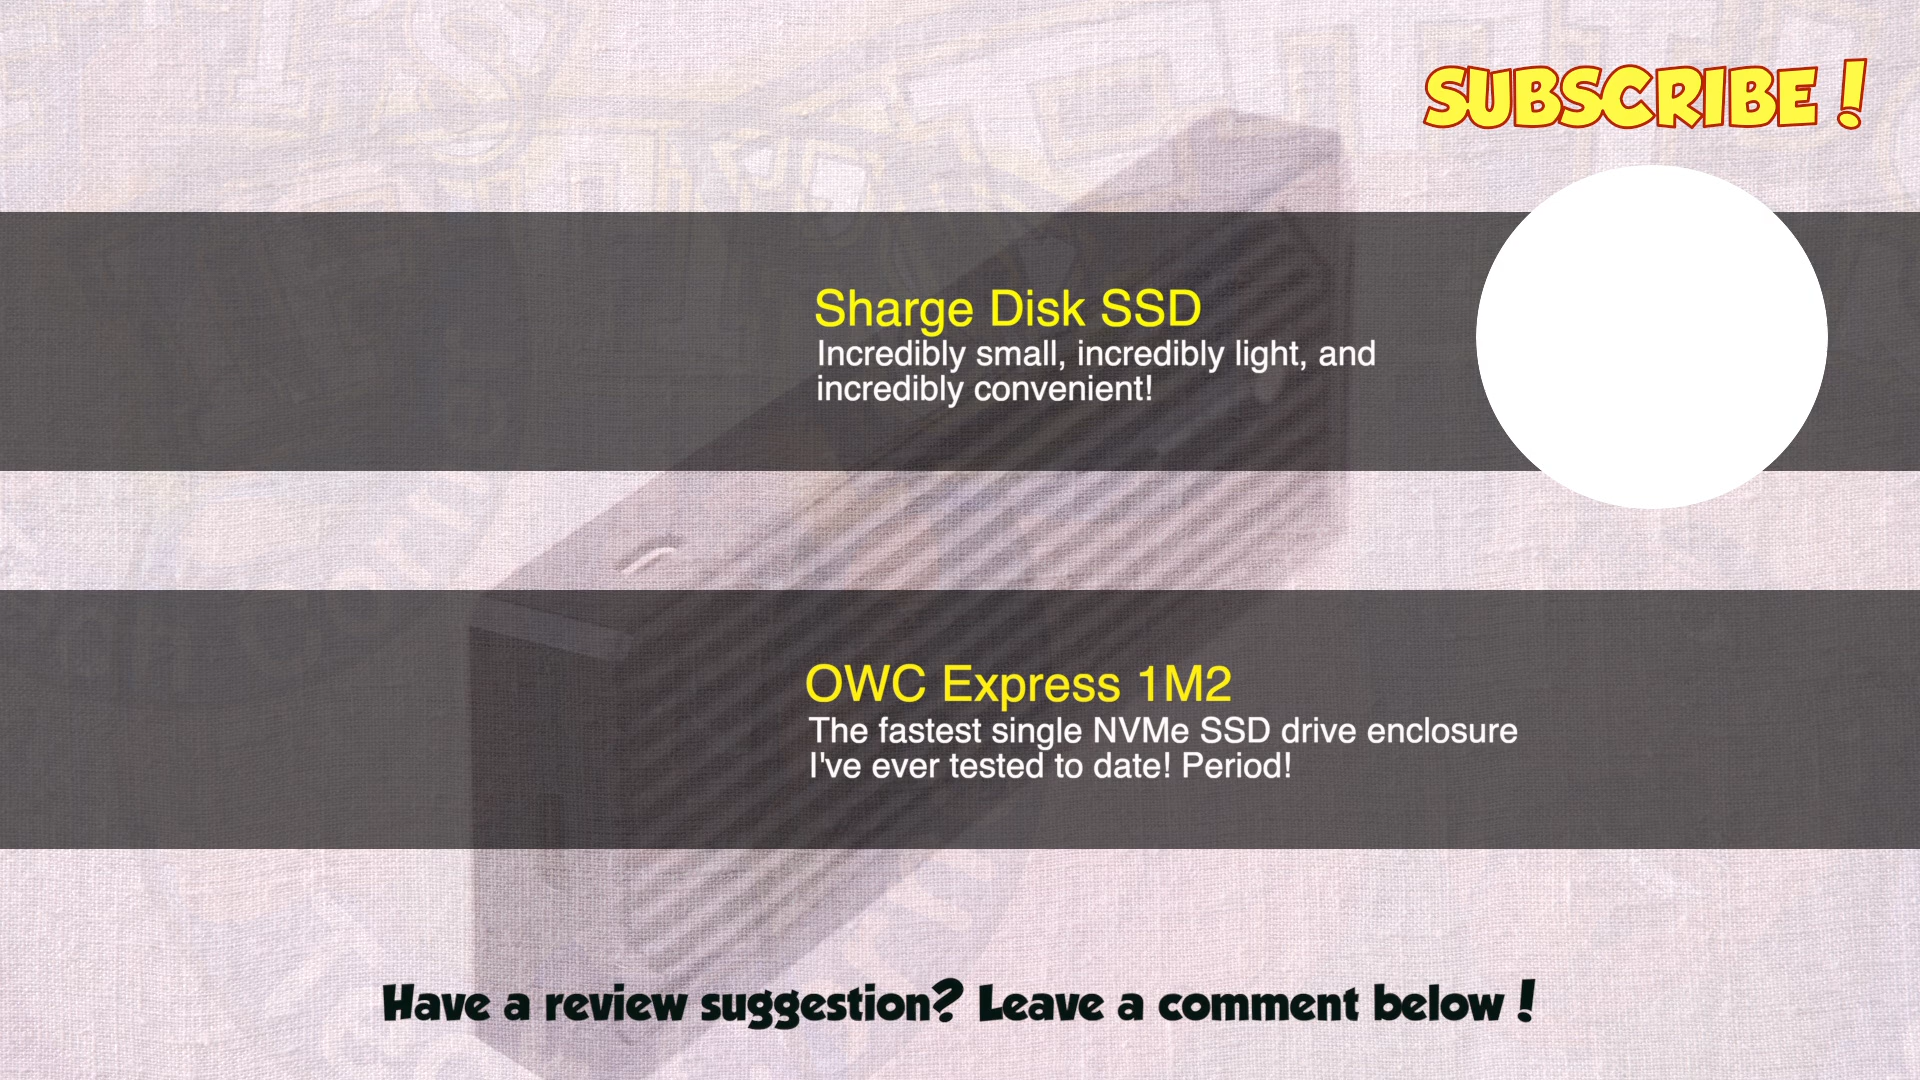 SUBSCRIBE!
Sharge Disk SSD
Incredibly small, incredibly light, and
incredibly convenient!
OWC Express 1M2
The fastest single NVMe SSD drive enclosure
I've ever tested to date! Period!
Have a review suggestion? Leave a comment below!